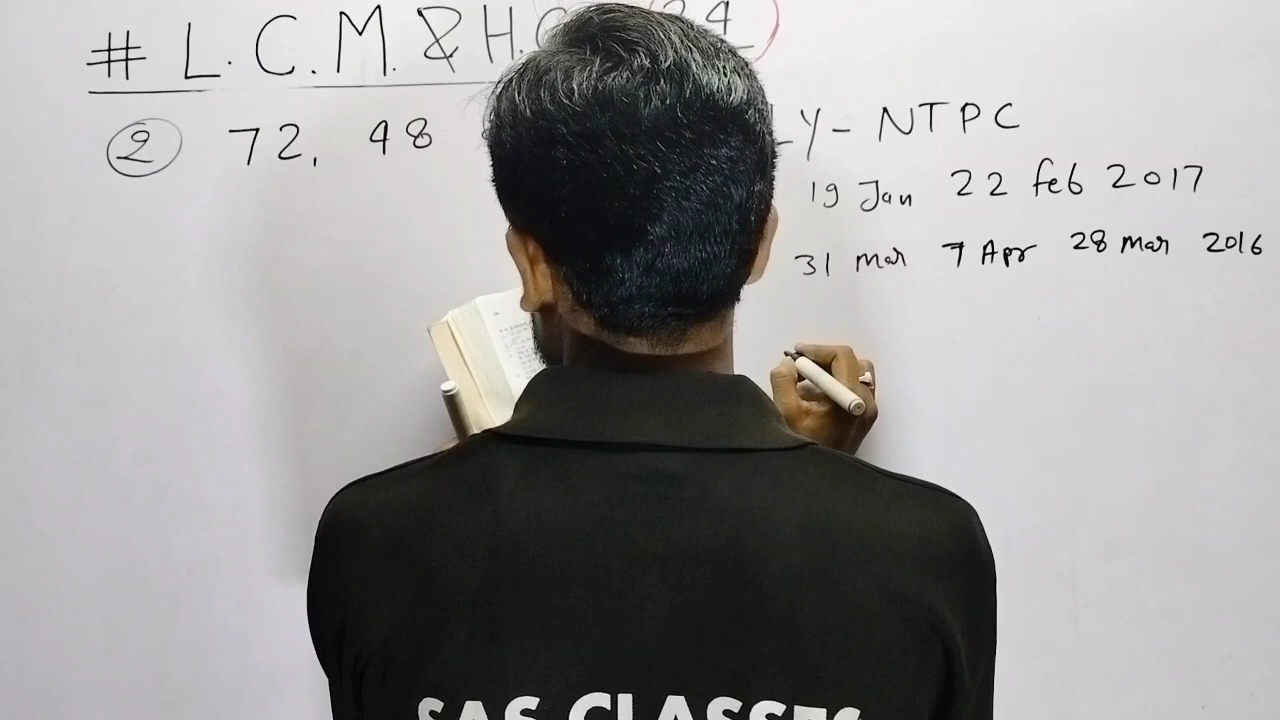 # L.C.M. & H. 24
② 72, 48 LY- NTPC
19 Jan 22 Feb 2017
31 Mar 7 Apr 28 Mar 2016
SAS CLASSES